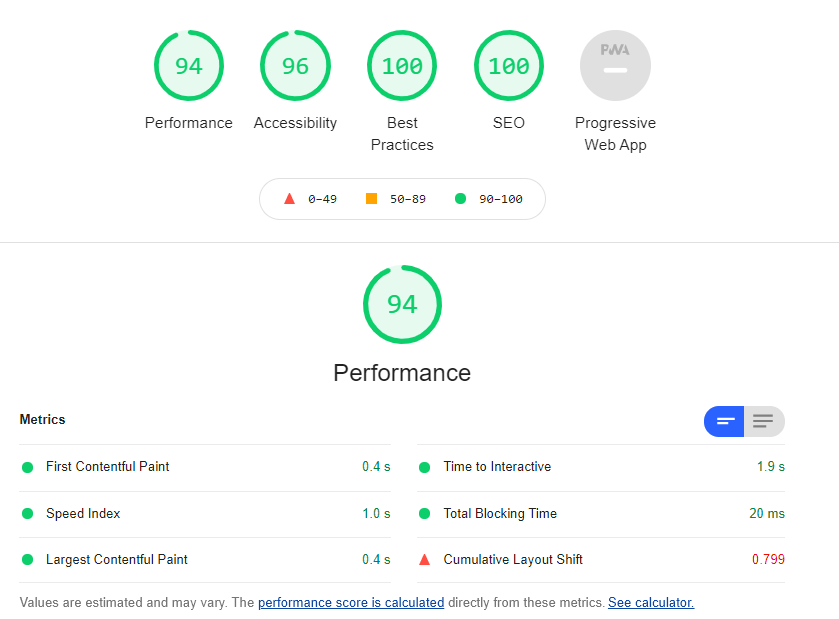 94 96 100 100 PWA
Performance Accessibility Best Practices SEO Progressive Web App
0–49 50–89 90–100
94
Performance
Metrics
First Contentful Paint 0.4 s
Time to Interactive 1.9 s
Speed Index 1.0 s
Total Blocking Time 20 ms
Largest Contentful Paint 0.4 s
Cumulative Layout Shift 0.799
Values are estimated and may vary. The performance score is calculated directly from these metrics. See calculator.